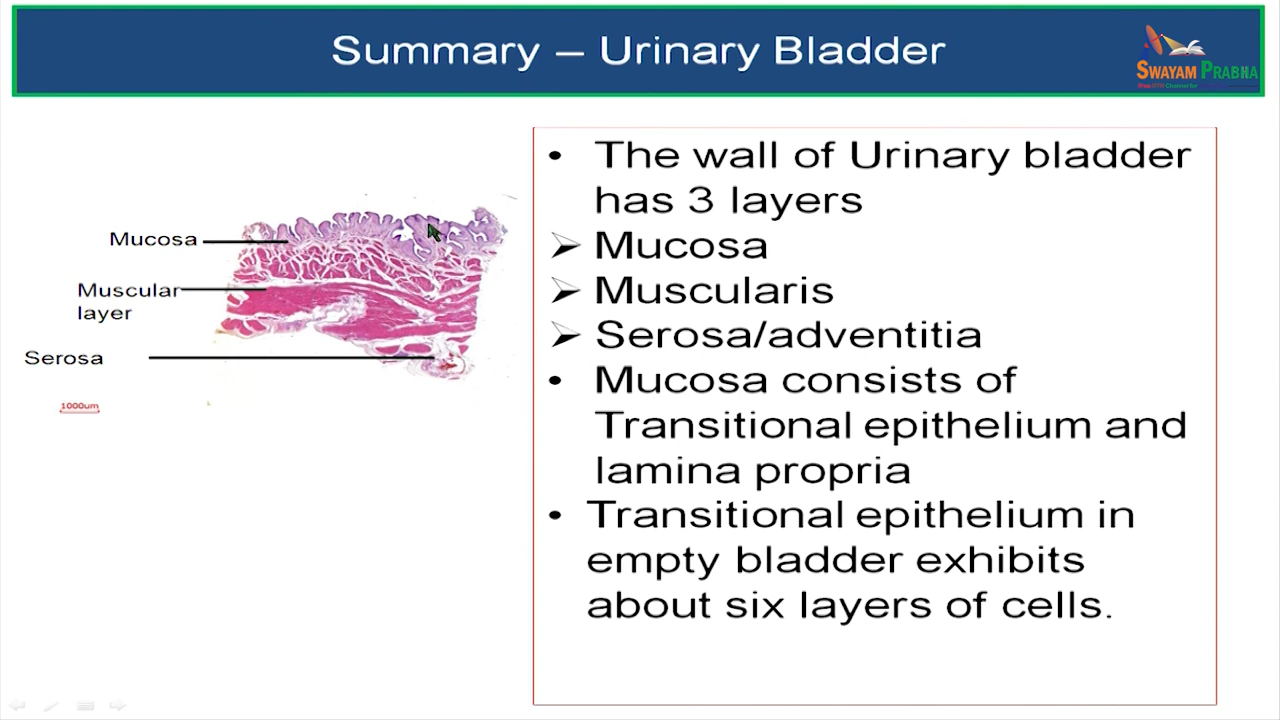 Summary – Urinary Bladder
SWAYAM PRABHA
Mucosa
Muscular
layer
Serosa
1000um
• The wall of Urinary bladder
has 3 layers
➢ Mucosa
➢ Muscularis
➢ Serosa/adventitia
• Mucosa consists of
Transitional epithelium and
lamina propria
• Transitional epithelium in
empty bladder exhibits
about six layers of cells.